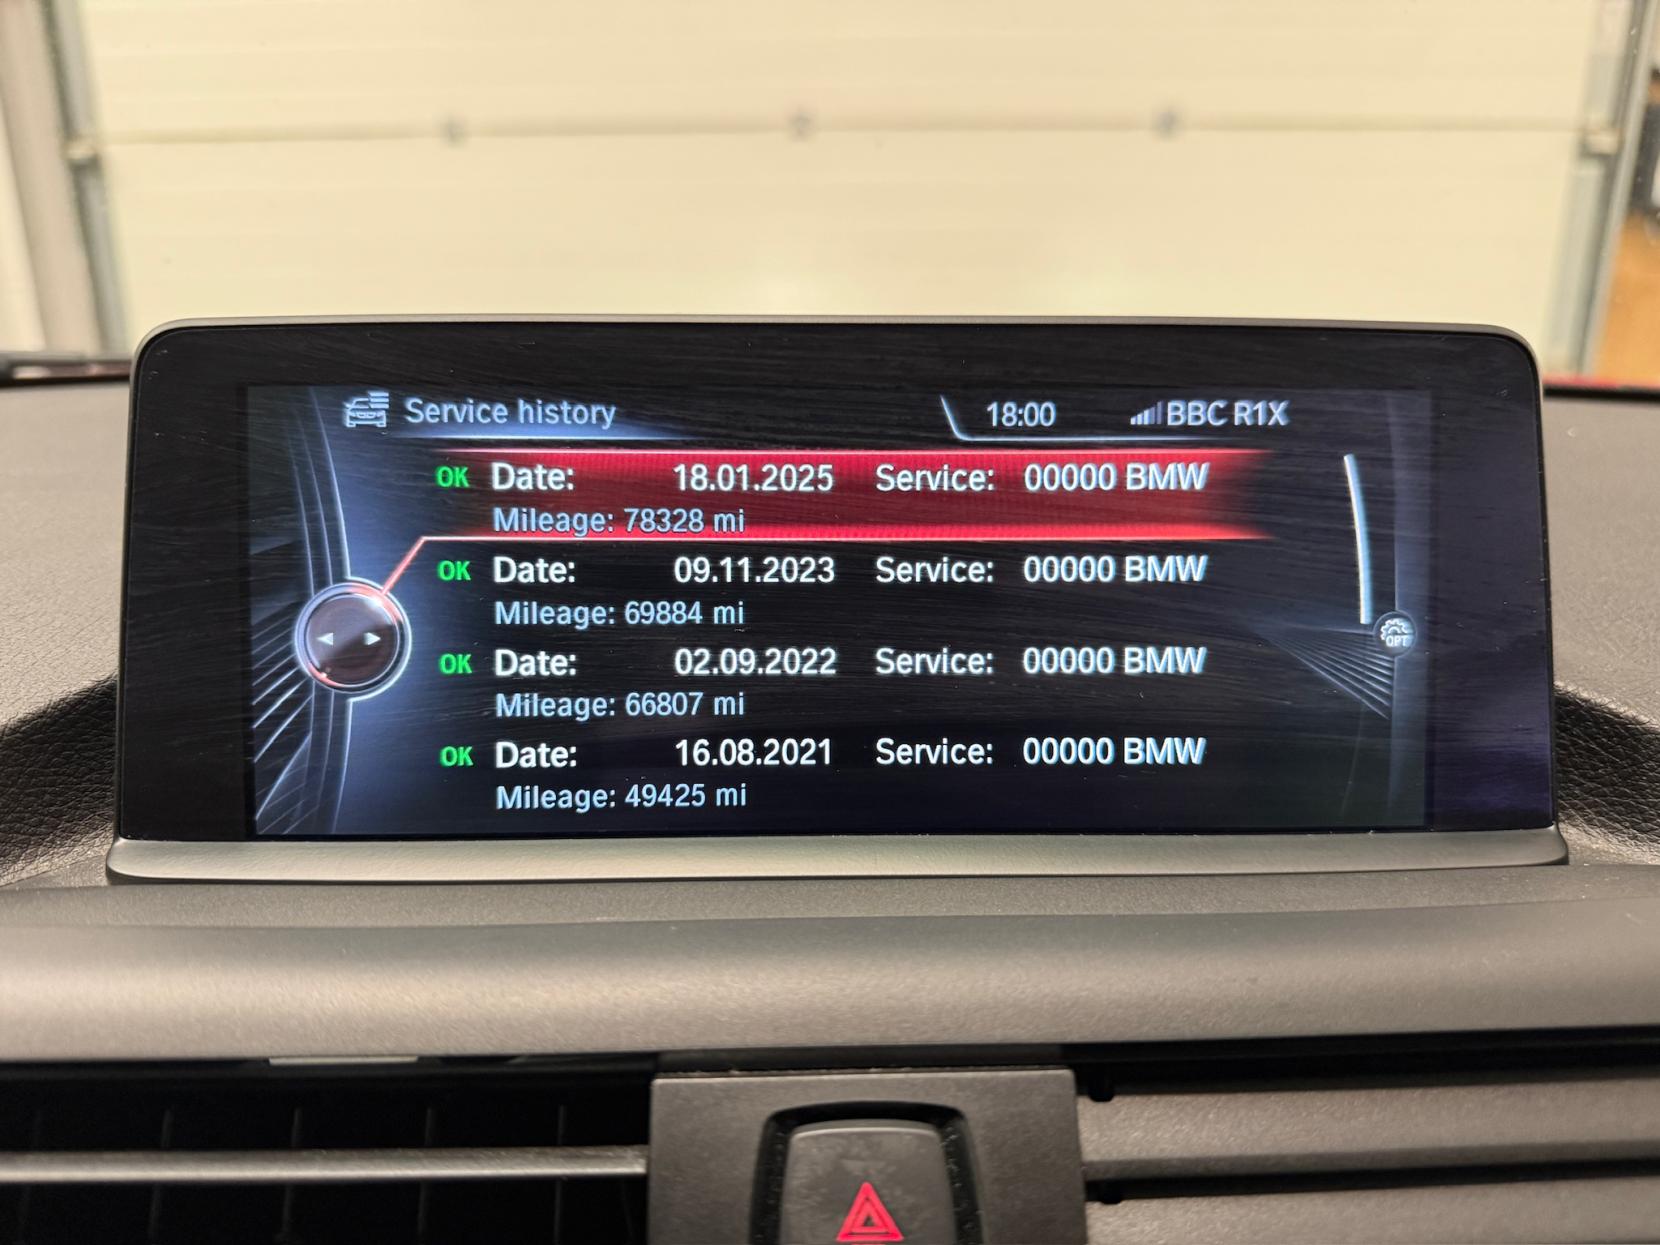 Service history 18:00 BBC R1X
OK Date: 18.01.2025 Service: 00000 BMW
Mileage: 78328 mi
OK Date: 09.11.2023 Service: 00000 BMW
Mileage: 69884 mi
OPT
OK Date: 02.09.2022 Service: 00000 BMW
Mileage: 66807 mi
OK Date: 16.08.2021 Service: 00000 BMW
Mileage: 49425 mi